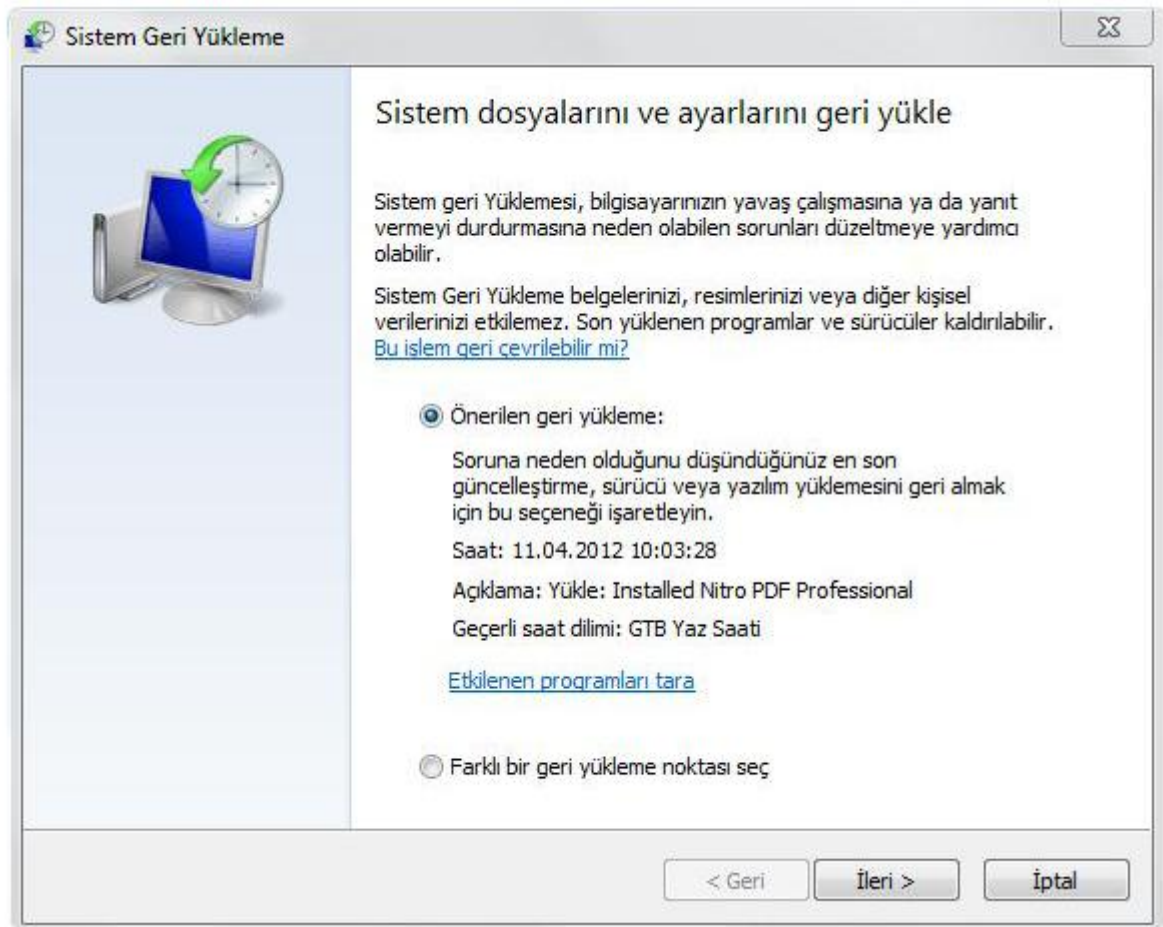 Sistem Geri Yükleme
Sistem dosyalarını ve ayarlarını geri yükle
Sistem geri Yüklemesi, bilgisayarınızın yavaş çalışmasına ya da yanıt
vermeyi durdurmasına neden olabilen sorunları düzeltmeye yardımcı
olabilir.
Sistem Geri Yükleme belgelerinizi, resimlerinizi veya diğer kişisel
verilerinizi etkilemez. Son yüklenen programlar ve sürücüler kaldırılabilir.
Bu işlem geri çevrilebilir mi?
Önerilen geri yükleme:
Soruna neden olduğunu düşündüğünüz en son
güncelleştirme, sürücü veya yazılım yüklemesini geri almak
için bu seçeneği işaretleyin.
Saat: 11.04.2012 10:03:28
Açıklama: Yükle: Installed Nitro PDF Professional
Geçerli saat dilimi: GTB Yaz Saati
Etkilenen programları tara
Farklı bir geri yükleme noktası seç
< Geri İleri > İptal